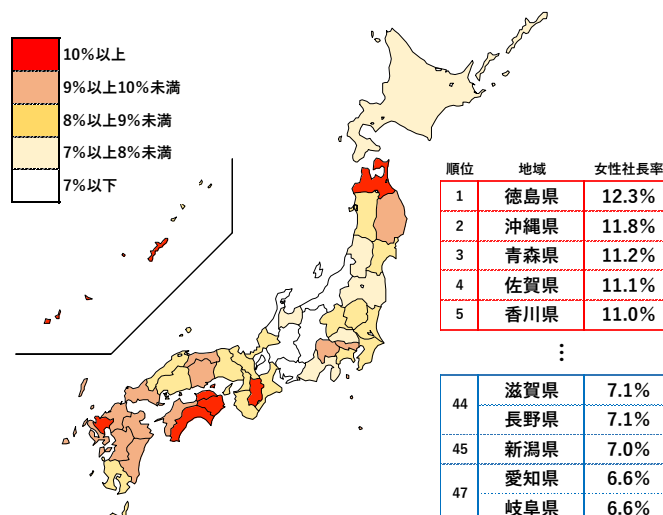 10%以上
9%以上10%未満
8%以上9%未満
7%以上8%未満
7%以下
順位 地域 女性社長率
1 徳島県 12.3%
2 沖縄県 11.8%
3 青森県 11.2%
4 佐賀県 11.1%
5 香川県 11.0%
⋮
44 滋賀県 7.1%
長野県 7.1%
45 新潟県 7.0%
47 愛知県 6.6%
岐阜県 6.6%